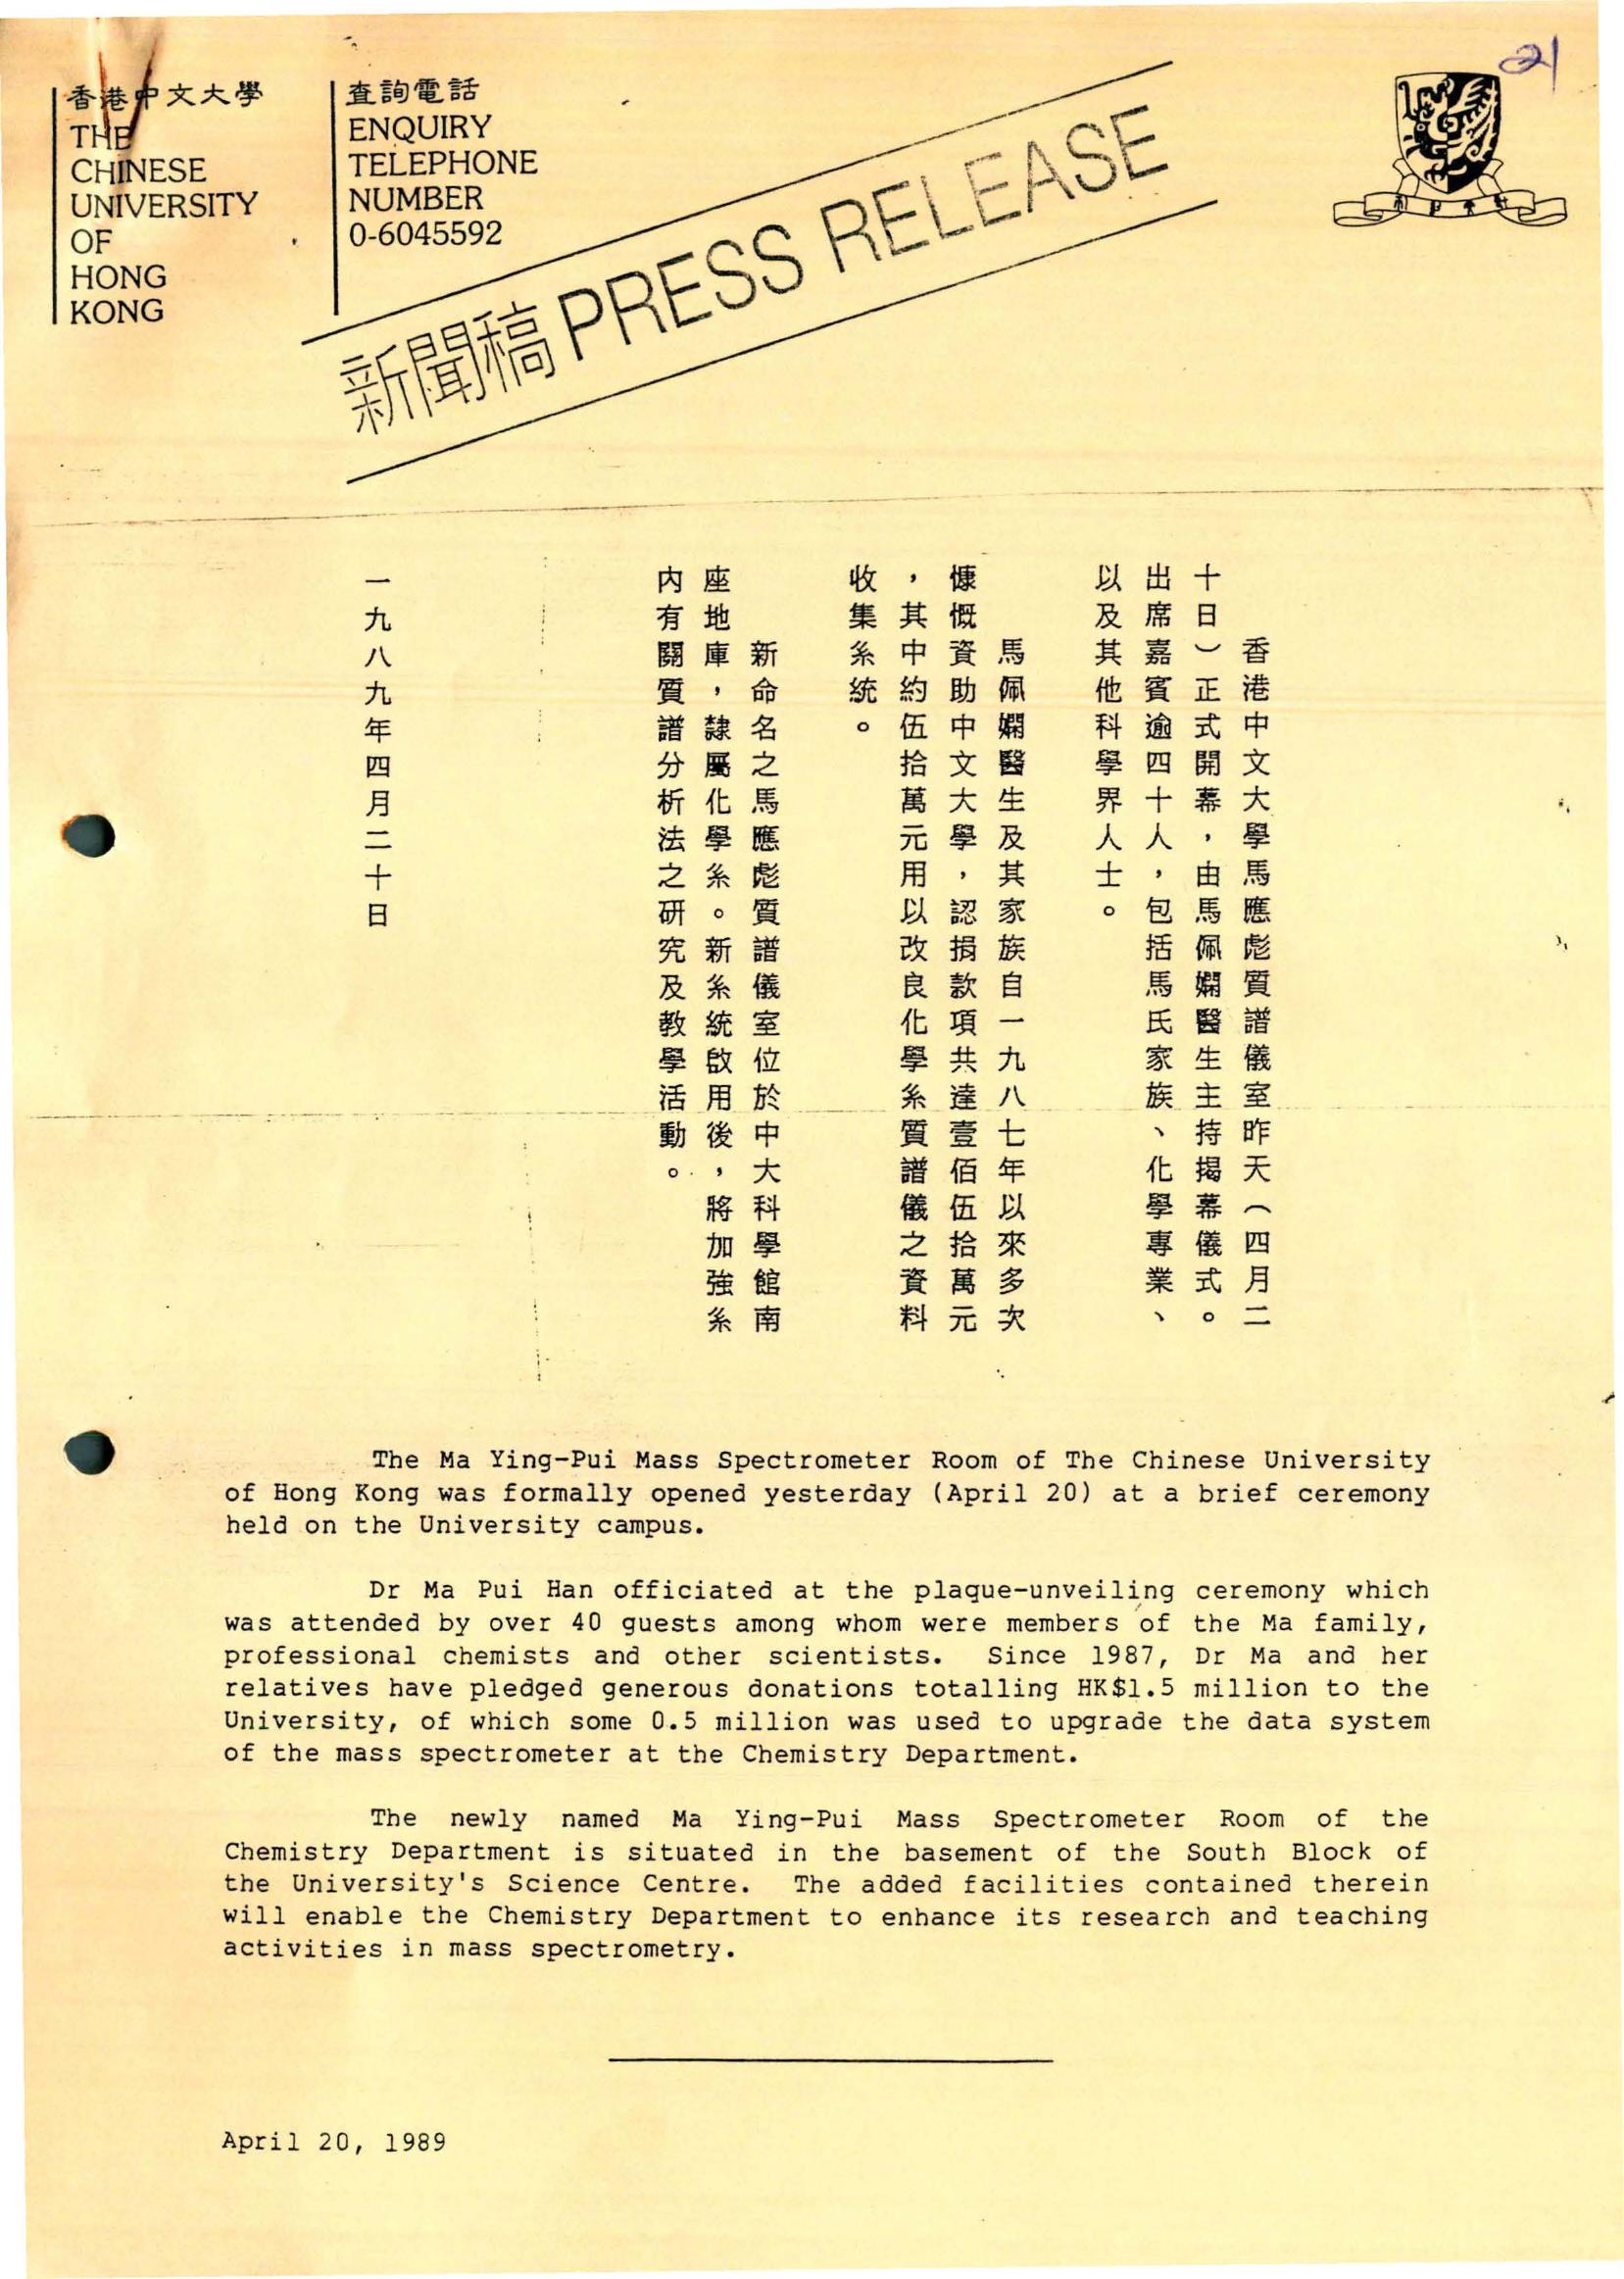 香港中文大學
THE
CHINESE
UNIVERSITY
OF
HONG
KONG
查詢電話
ENQUIRY
TELEPHONE
NUMBER
0-6045592
21
新聞稿 PRESS RELEASE
香港中文大學馬應彪質譜儀室昨天（四月二
十日）正式開幕，由馬佩嫻醫生主持揭幕儀式。
出席嘉賓逾四十人，包括馬氏家族、化學專業、
以及其他科學界人士。
馬佩嫻醫生及其家族自一九八七年以來多次
慷慨資助中文大學，認捐款項共達壹佰伍拾萬元
，其中約伍拾萬元用以改良化學系質譜儀之資料
收集系統。
新命名之馬應彪質譜儀室位於中大科學館南
座地庫，隸屬化學系。新系統啟用後，將加強系
內有關質譜分析法之研究及教學活動。
一九八九年四月二十日
The Ma Ying-Pui Mass Spectrometer Room of The Chinese University
of Hong Kong was formally opened yesterday (April 20) at a brief ceremony
held on the University campus.
Dr Ma Pui Han officiated at the plaque-unveiling ceremony which
was attended by over 40 guests among whom were members of the Ma family,
professional chemists and other scientists. Since 1987, Dr Ma and her
relatives have pledged generous donations totalling HK$1.5 million to the
University, of which some 0.5 million was used to upgrade the data system
of the mass spectrometer at the Chemistry Department.
The newly named Ma Ying-Pui Mass Spectrometer Room of the
Chemistry Department is situated in the basement of the South Block of
the University's Science Centre. The added facilities contained therein
will enable the Chemistry Department to enhance its research and teaching
activities in mass spectrometry.
April 20, 1989